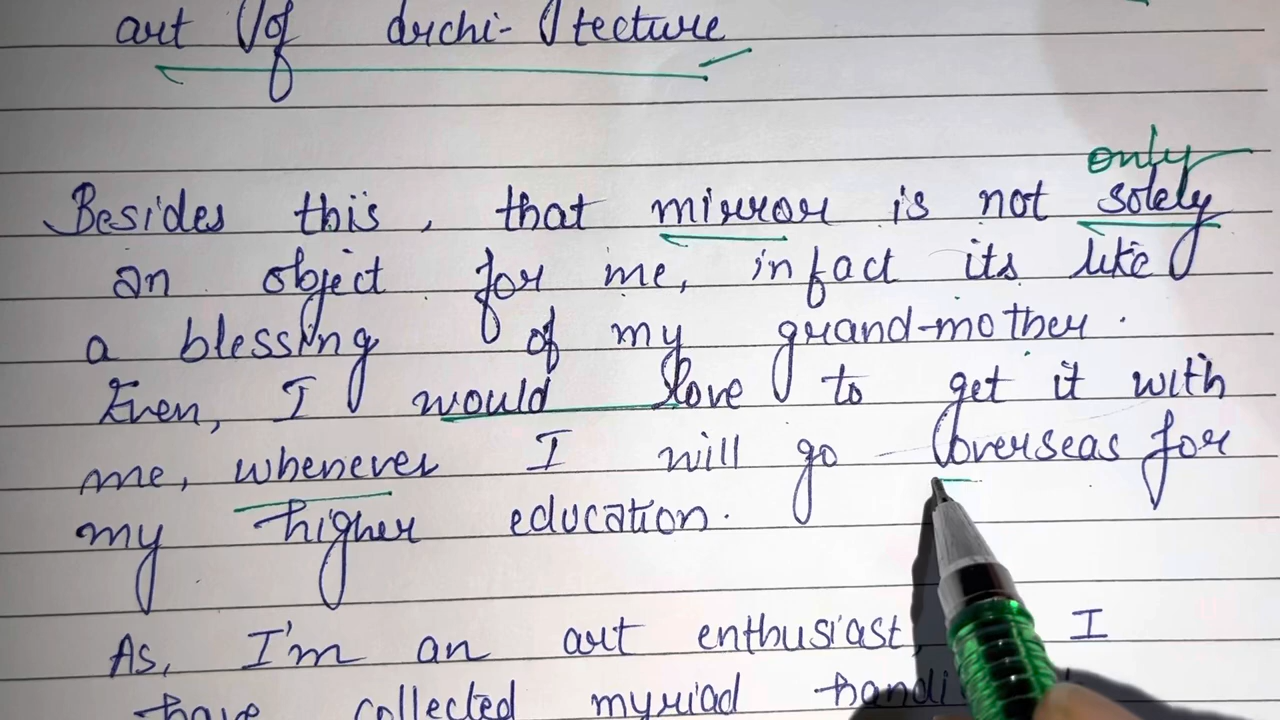 art of archi-tecture
only
Besides this, that mirror is not solely
an object for me, infact its like
a blessing of my grand-mother.
Even, I would love to get it with
me, whenever I will go overseas for
my higher education.
As, I'm an art enthusiast, I
have collected myriad